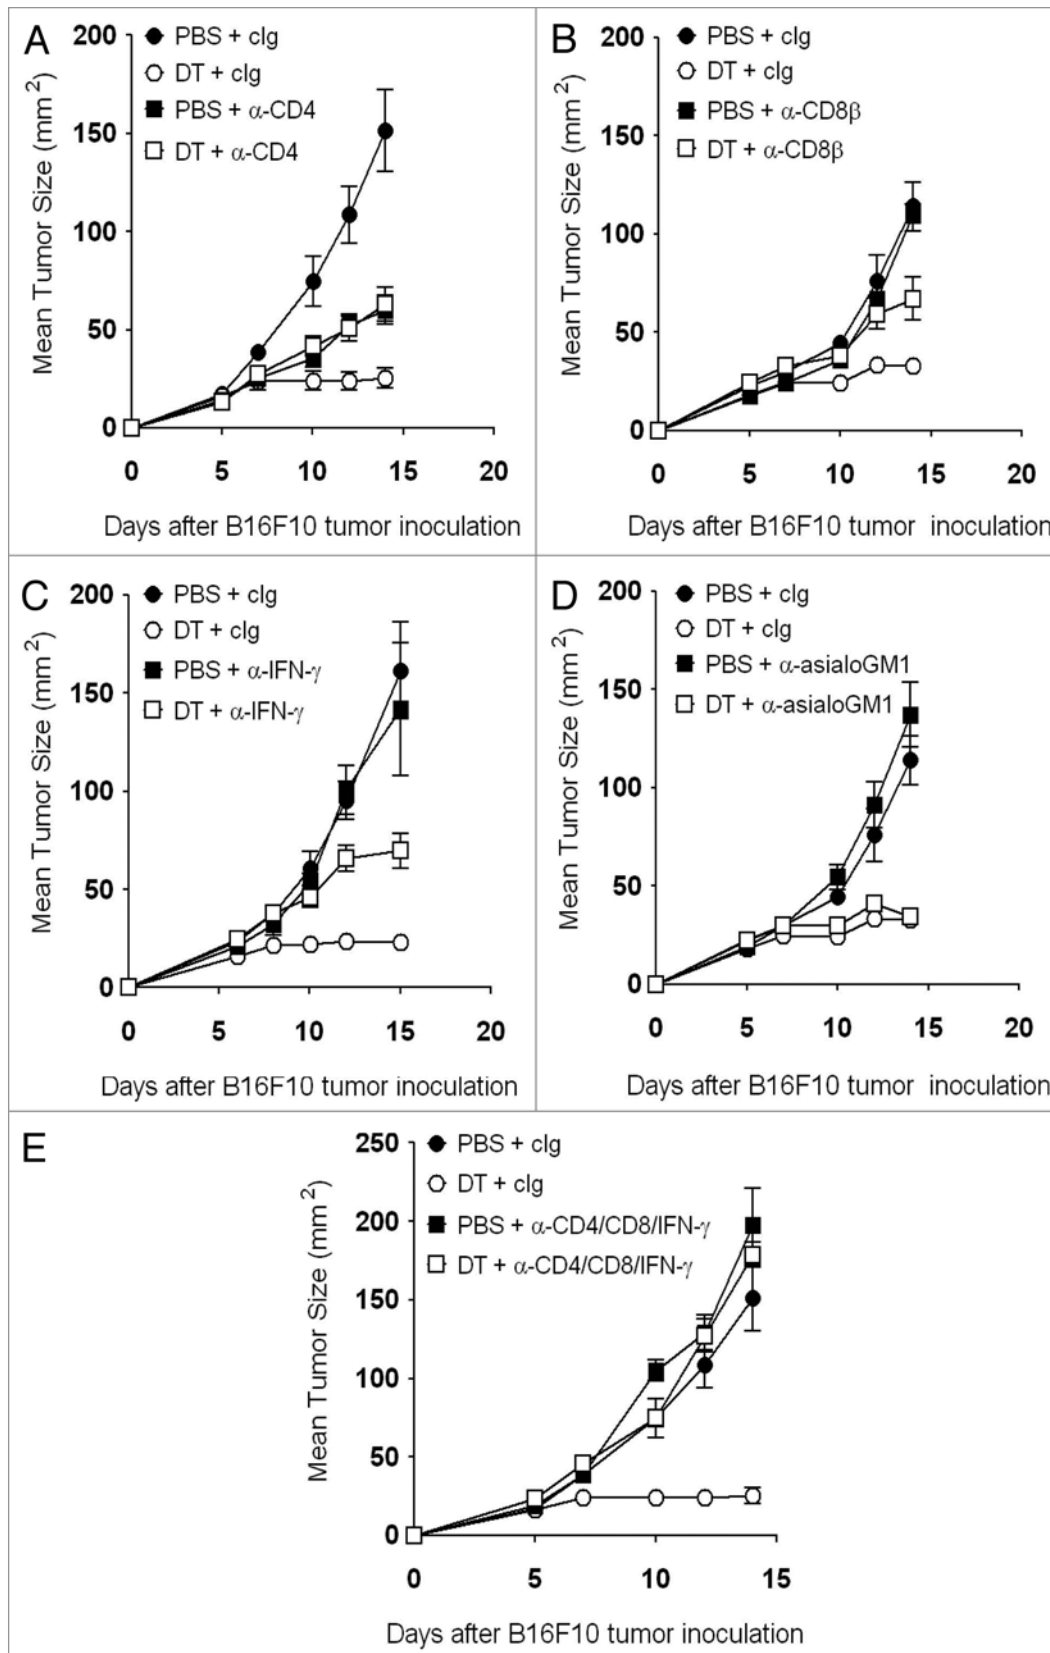 A
Mean Tumor Size (mm²)
200
150
100
50
0
PBS + cIg
DT + cIg
PBS + α-CD4
DT + α-CD4
0 5 10 15 20
Days after B16F10 tumor inoculation
B
Mean Tumor Size (mm²)
200
150
100
50
0
PBS + cIg
DT + cIg
PBS + α-CD8β
DT + α-CD8β
0 5 10 15 20
Days after B16F10 tumor inoculation
C
Mean Tumor Size (mm²)
200
150
100
50
0
PBS + cIg
DT + cIg
PBS + α-IFN-γ
DT + α-IFN-γ
0 5 10 15 20
Days after B16F10 tumor inoculation
D
Mean Tumor Size (mm²)
200
150
100
50
0
PBS + cIg
DT + cIg
PBS + α-asialoGM1
DT + α-asialoGM1
0 5 10 15 20
Days after B16F10 tumor inoculation
E
Mean Tumor Size (mm²)
250
200
150
100
50
0
PBS + cIg
DT + cIg
PBS + α-CD4/CD8/IFN-γ
DT + α-CD4/CD8/IFN-γ
0 5 10 15
Days after B16F10 tumor inoculation